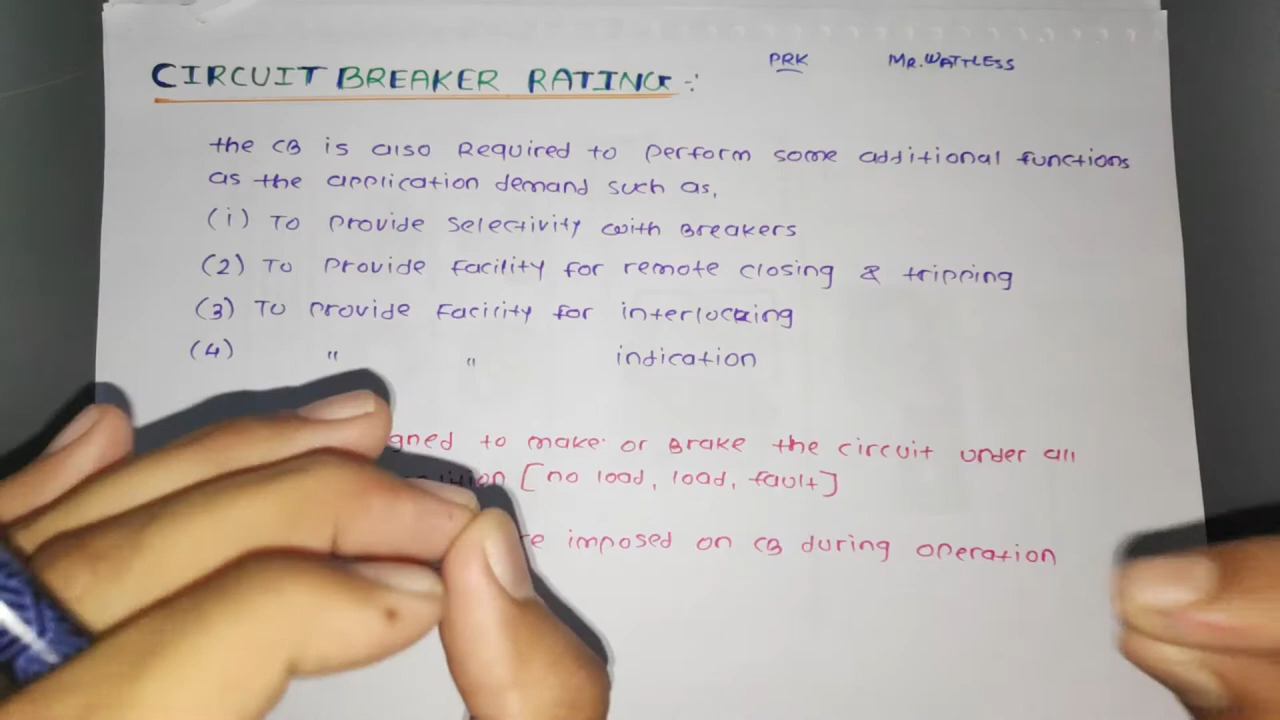 CIRCUIT BREAKER RATING :-
PRK
MR. WATTLESS
the CB is also Required to perform some additional functions
as the application demand such as,
(1) To provide selectivity with Breakers
(2) To provide Facility for remote closing & tripping
(3) To provide Facility for interlocking
(4) " " indication
gned to make or Brake the circuit under all
[no load, load, fault]
imposed on CB during operation